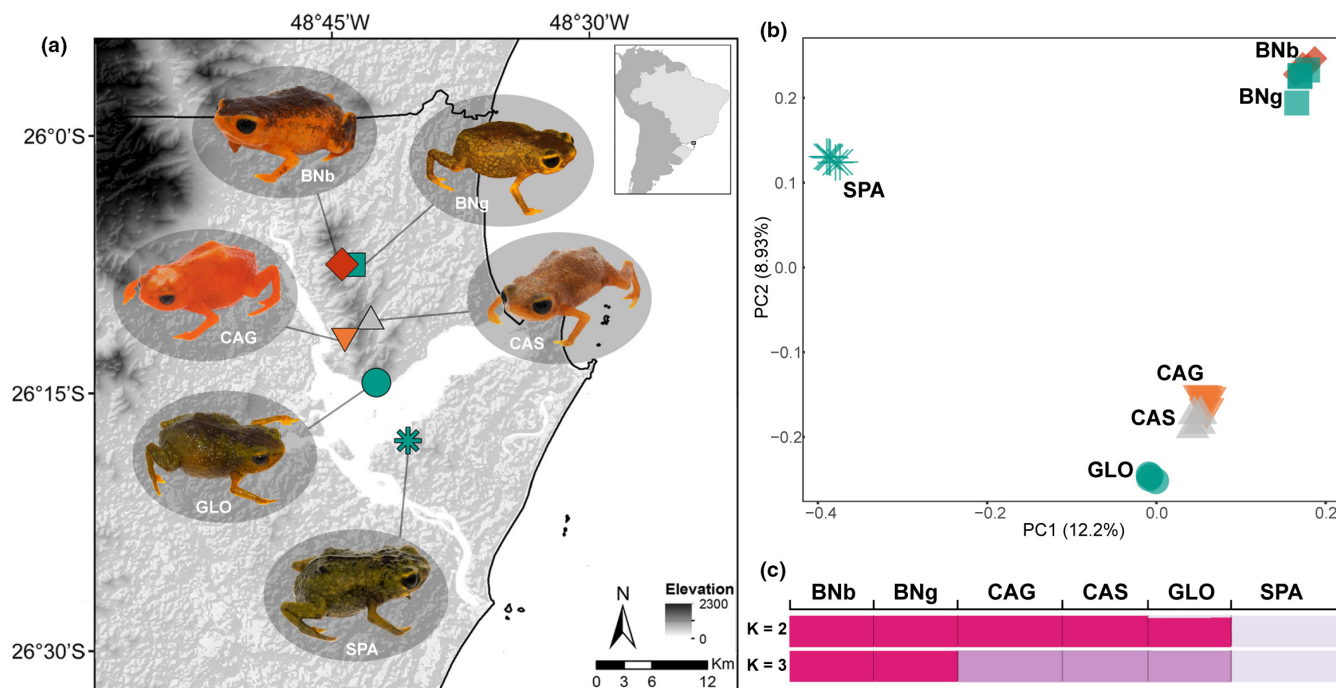 (a)
48°45'W
48°30'W
26°0'S
26°15'S
26°30'S
BNb
BNg
CAG
CAS
GLO
SPA
N
Elevation
2300
0
Km
0 3 6 12
(b)
PC2 (8.93%)
0.2
0.1
0.0
−0.1
−0.2
BNb
BNg
SPA
CAG
CAS
GLO
−0.4 −0.2 0.0 0.2
PC1 (12.2%)
(c)
BNb BNg CAG CAS GLO SPA
K = 2
K = 3